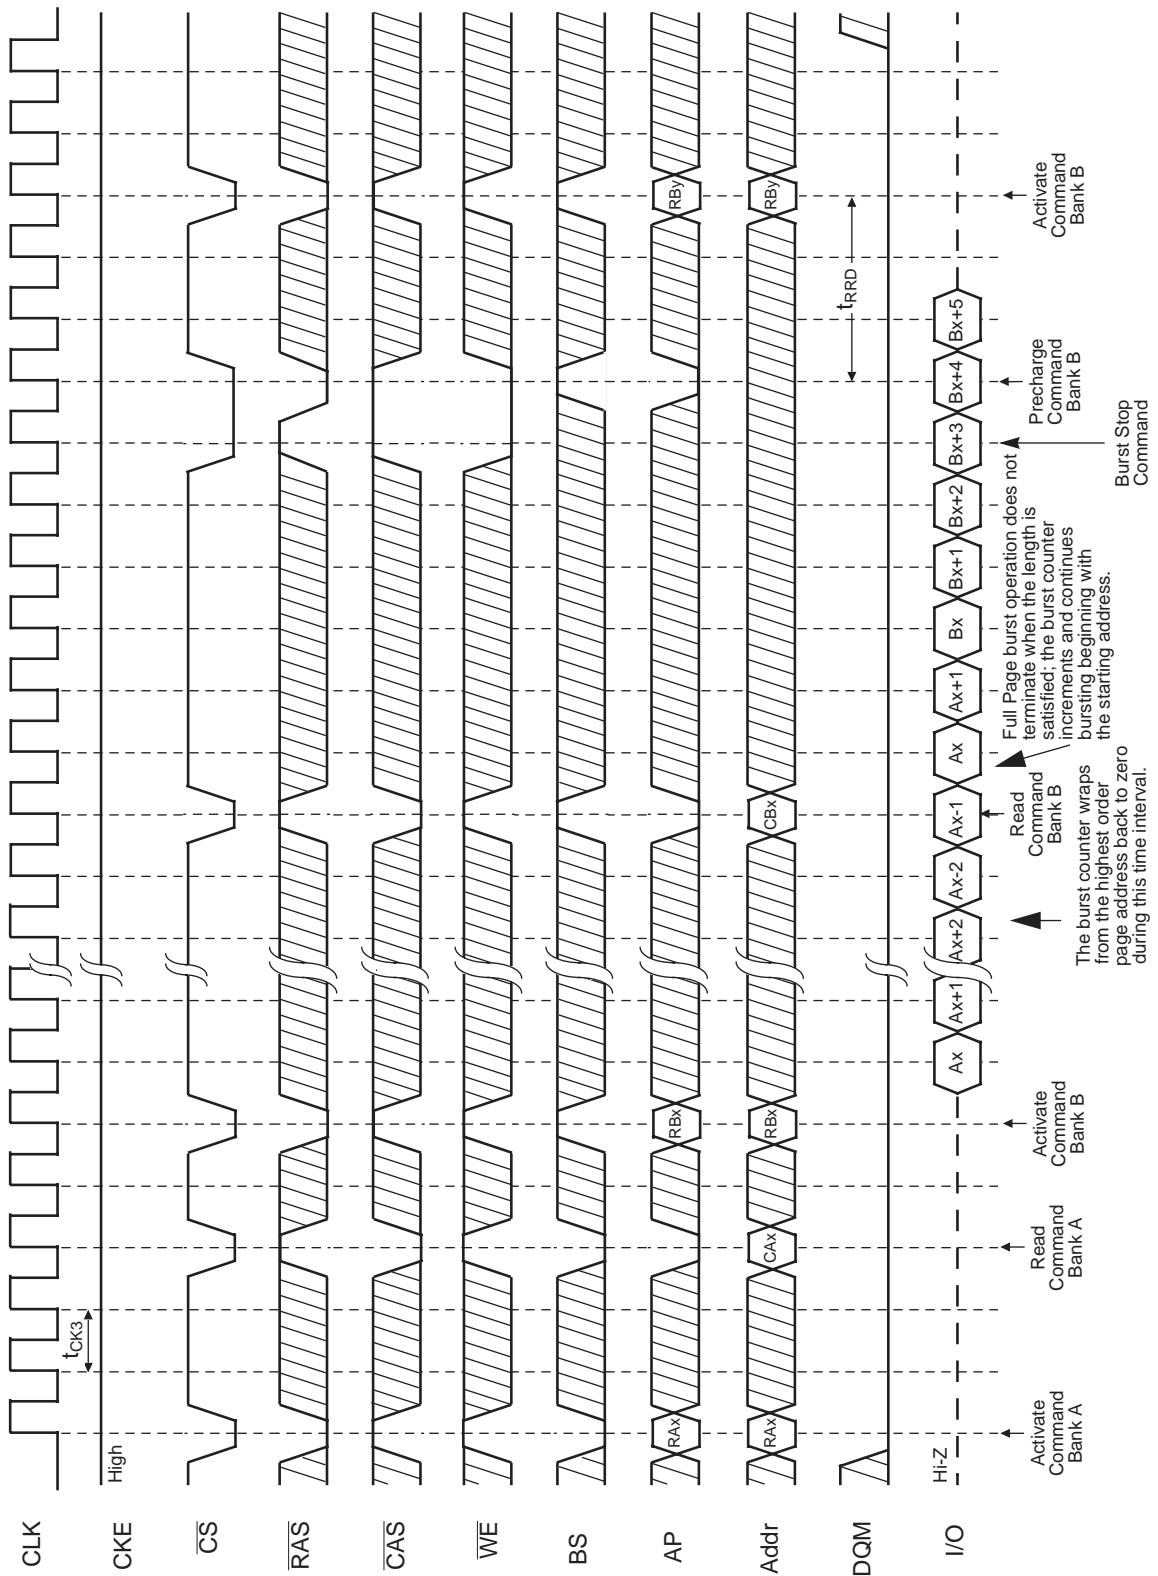 CLK
CKE
High
tCK3
CS
RAS
CAS
WE
BS
AP
RAx
RBx
RBy
Addr
RAx
CAx
RBx
CBx
RBy
DQM
tRRD
I/O
Hi-Z
Ax
Ax+1
Ax+2
Ax-2
Ax-1
Ax
Ax+1
Bx
Bx+1
Bx+2
Bx+3
Bx+4
Bx+5
Activate
Command
Bank A
Read
Command
Bank A
Activate
Command
Bank B
The burst counter wraps
from the highest order
page address back to zero
during this time interval.
Read
Command
Bank B
Full Page burst operation does not
terminate when the length is
satisfied; the burst counter
increments and continues
bursting beginning with
the starting address.
Burst Stop
Command
Precharge
Command
Bank B
Activate
Command
Bank B